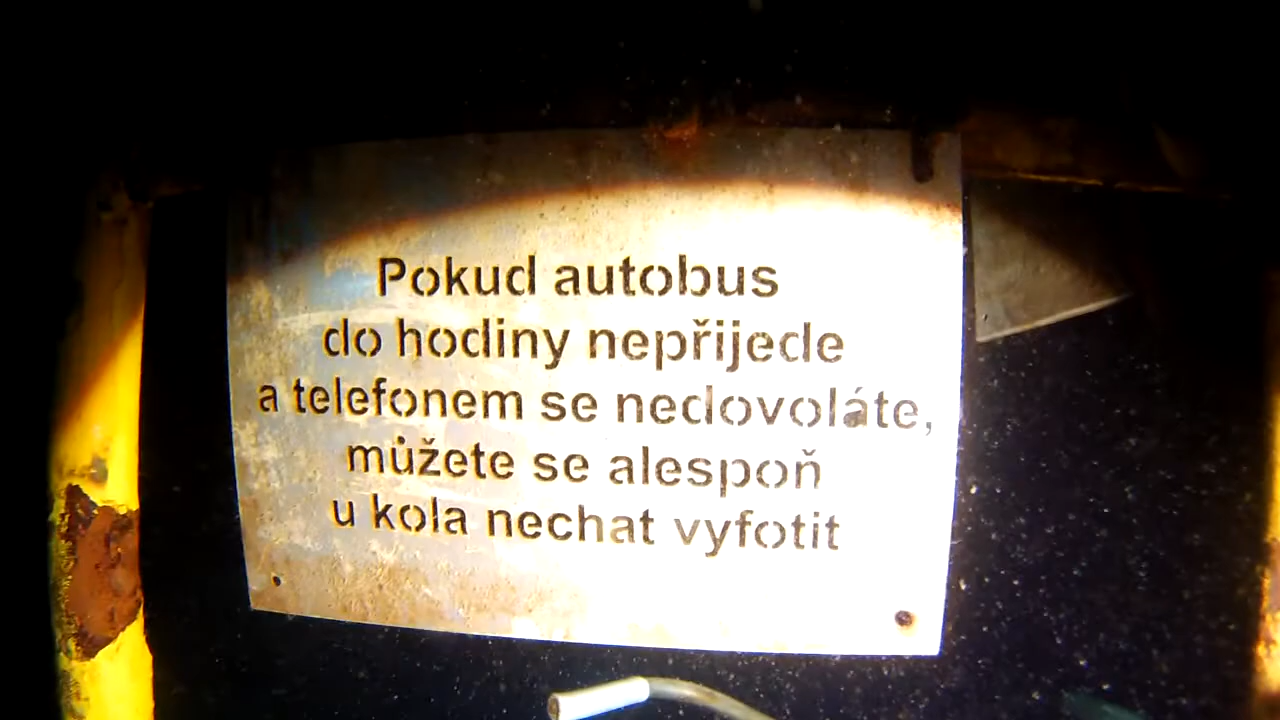 Pokud autobus
do hodiny nepřijede
a telefonem se nedovoláte,
můžete se alespoň
u kola nechat vyfotit